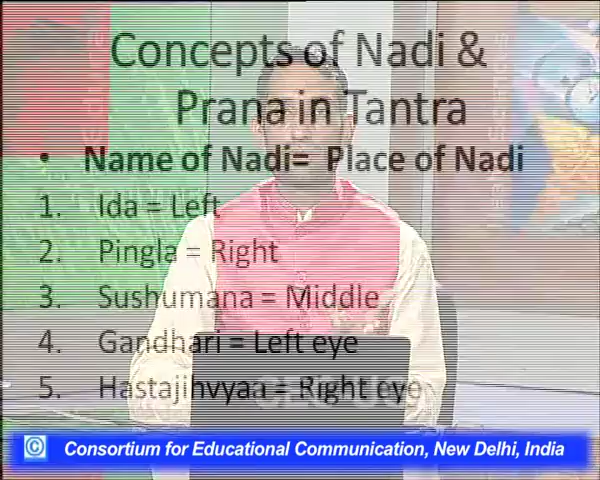 Concepts of Nadi &
Prana in Tantra
• Name of Nadi= Place of Nadi
1. Ida = Left
2. Pingla = Right
3. Sushumana = Middle
4. Gandhari = Left eye
5. Hastajihvyaa = Right eye
© Consortium for Educational Communication, New Delhi, India